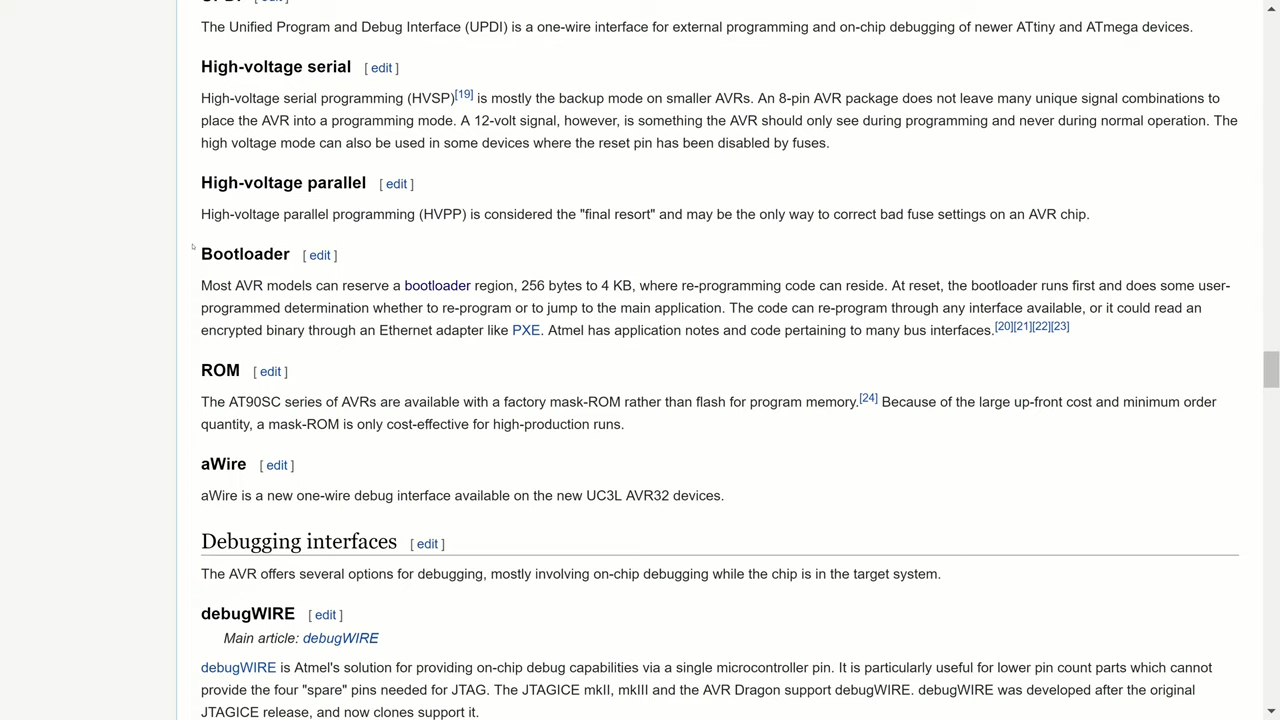 The Unified Program and Debug Interface (UPDI) is a one-wire interface for external programming and on-chip debugging of newer ATtiny and ATmega devices.
High-voltage serial [ edit ]
High-voltage serial programming (HVSP)[19] is mostly the backup mode on smaller AVRs. An 8-pin AVR package does not leave many unique signal combinations to
place the AVR into a programming mode. A 12-volt signal, however, is something the AVR should only see during programming and never during normal operation. The
high voltage mode can also be used in some devices where the reset pin has been disabled by fuses.
High-voltage parallel [ edit ]
High-voltage parallel programming (HVPP) is considered the "final resort" and may be the only way to correct bad fuse settings on an AVR chip.
Bootloader [ edit ]
Most AVR models can reserve a bootloader region, 256 bytes to 4 KB, where re-programming code can reside. At reset, the bootloader runs first and does some user-
programmed determination whether to re-program or to jump to the main application. The code can re-program through any interface available, or it could read an
encrypted binary through an Ethernet adapter like PXE. Atmel has application notes and code pertaining to many bus interfaces.[20][21][22][23]
ROM [ edit ]
The AT90SC series of AVRs are available with a factory mask-ROM rather than flash for program memory.[24] Because of the large up-front cost and minimum order
quantity, a mask-ROM is only cost-effective for high-production runs.
aWire [ edit ]
aWire is a new one-wire debug interface available on the new UC3L AVR32 devices.
Debugging interfaces [ edit ]
The AVR offers several options for debugging, mostly involving on-chip debugging while the chip is in the target system.
debugWIRE [ edit ]
Main article: debugWIRE
debugWIRE is Atmel's solution for providing on-chip debug capabilities via a single microcontroller pin. It is particularly useful for lower pin count parts which cannot
provide the four "spare" pins needed for JTAG. The JTAGICE mkII, mkIII and the AVR Dragon support debugWIRE. debugWIRE was developed after the original
JTAGICE release, and now clones support it.